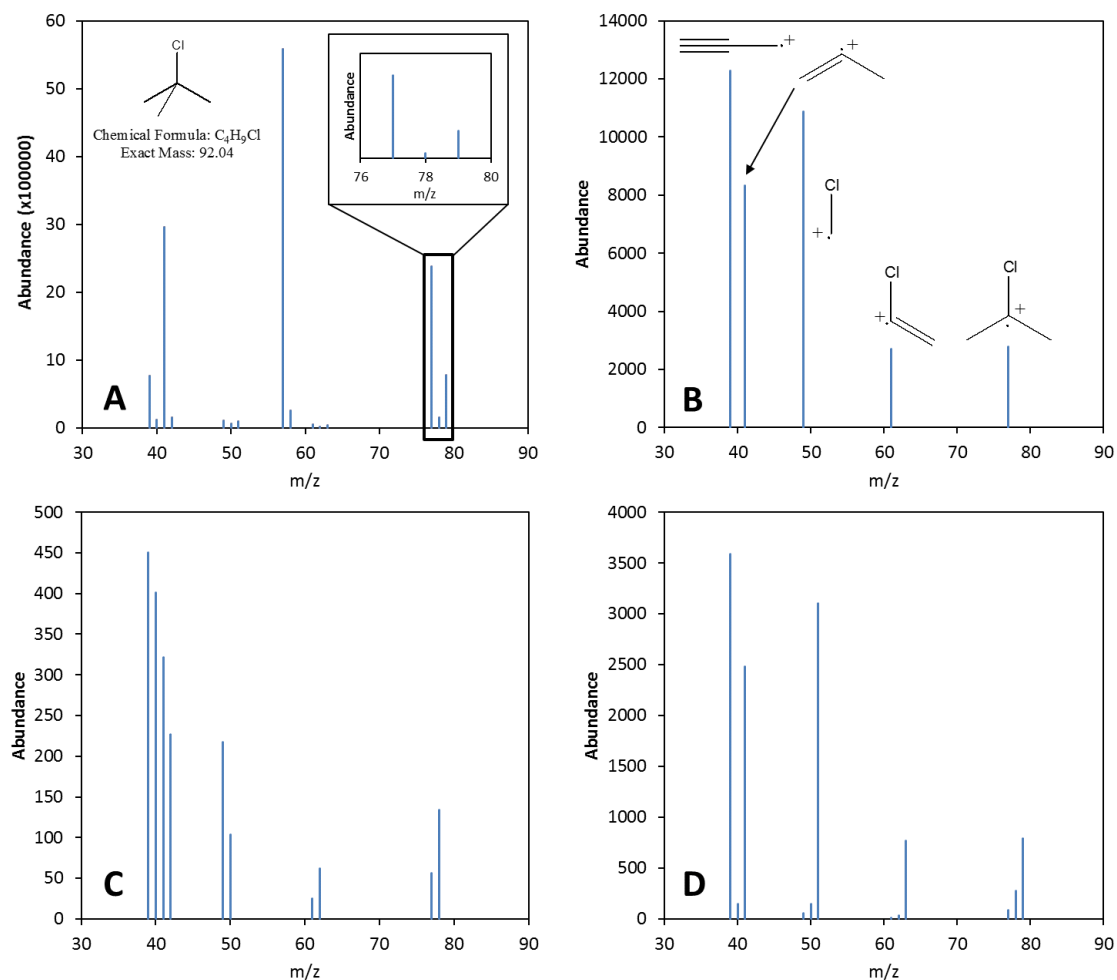 60
50
40
30
20
10
0
Abundance (x100000)
Cl
Chemical Formula: C₄H₉Cl
Exact Mass: 92.04
Abundance
76 78 80
m/z
A
30 40 50 60 70 80 90
m/z
14000
12000
10000
8000
6000
4000
2000
0
Abundance
+
+
Cl
+
Cl
+
Cl
+
B
30 40 50 60 70 80 90
m/z
500
450
400
350
300
250
200
150
100
50
0
Abundance
C
30 40 50 60 70 80 90
m/z
4000
3500
3000
2500
2000
1500
1000
500
0
Abundance
D
30 40 50 60 70 80 90
m/z